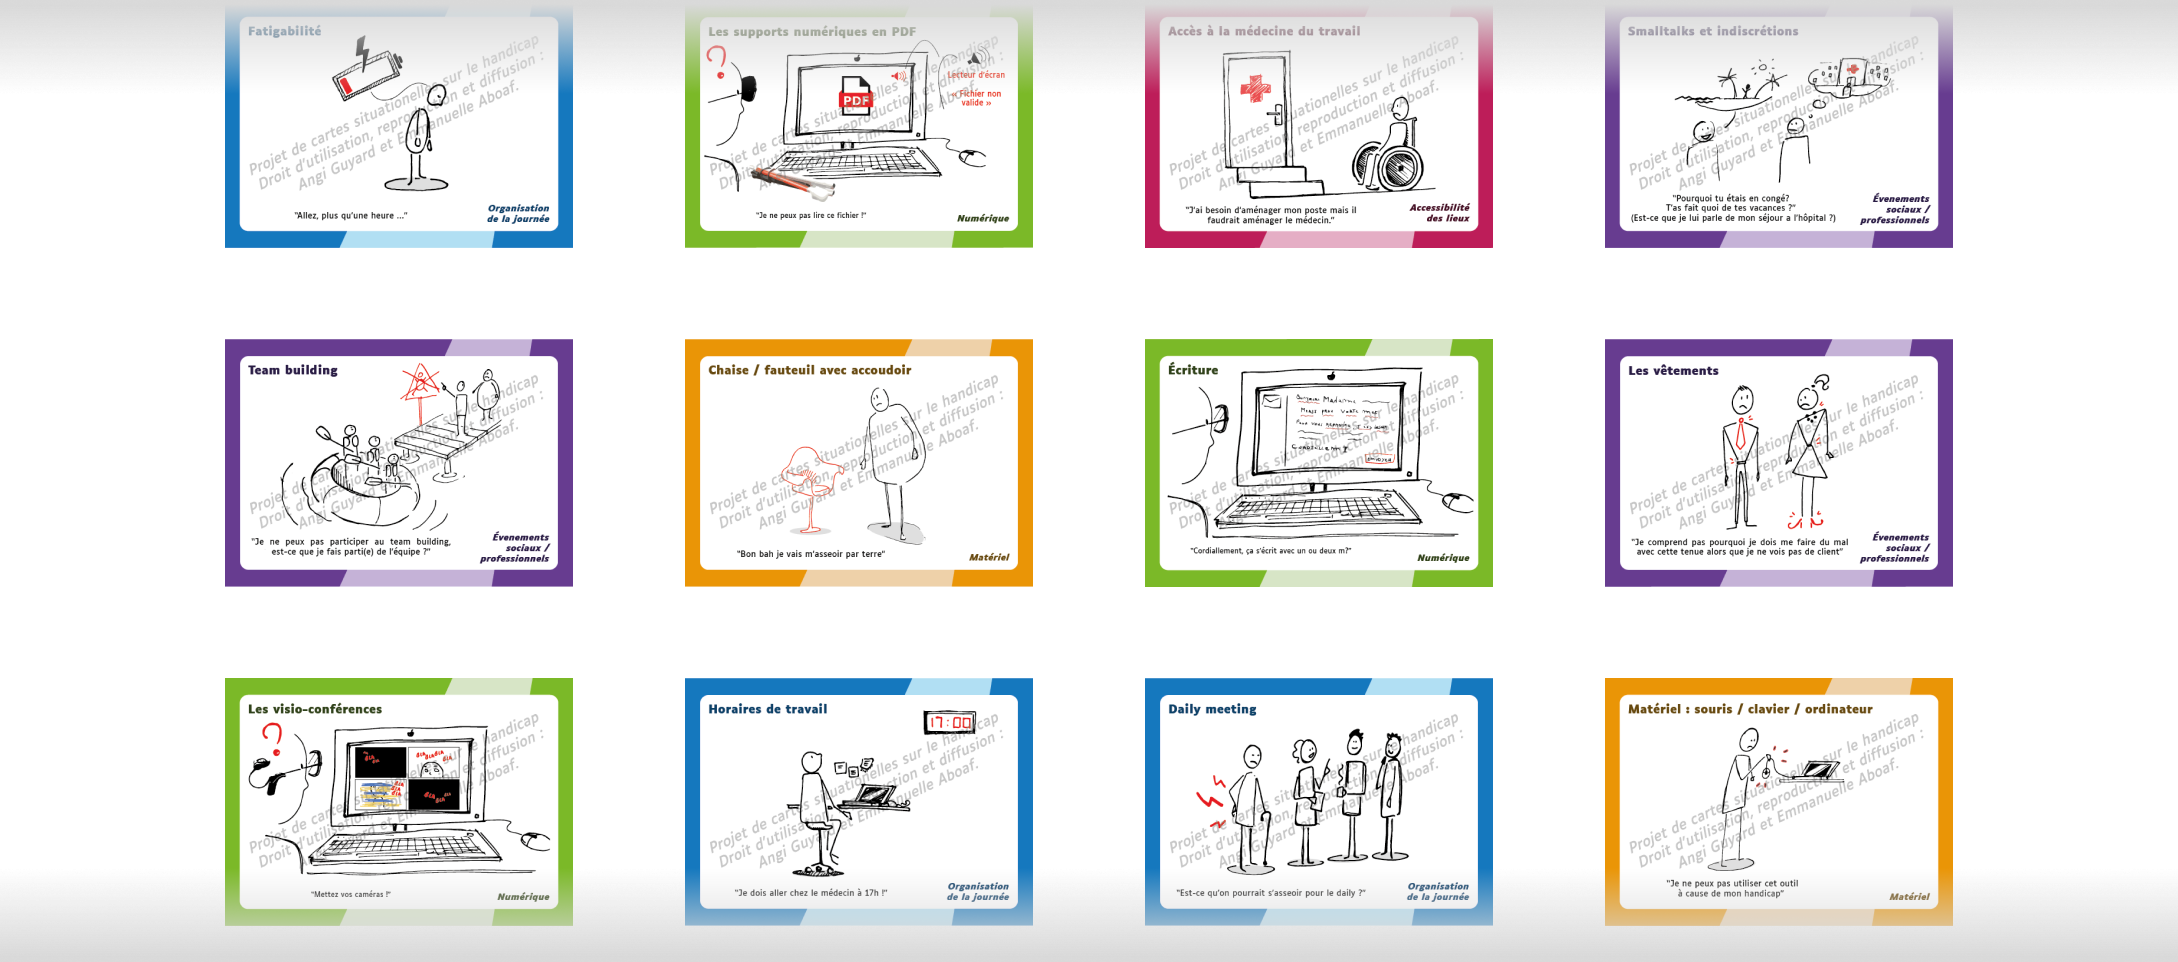 Fatigabilité
Projet de cartes situationelles sur le handicap
Droit d'utilisation, reproduction et diffusion :
Angi Guyard et Emmanuelle Aboaf.
"Allez, plus qu'une heure ..."
Organisation
de la journée
Les supports numériques en PDF
PDF
Lecteur d'écran
« Fichier non
valide »
Projet de cartes situationelles sur le handicap
Droit d'utilisation, reproduction et diffusion :
Angi Guyard et Emmanuelle Aboaf.
"Je ne peux pas lire ce fichier !"
Numérique
Accès à la médecine du travail
Projet de cartes situationelles sur le handicap
Droit d'utilisation, reproduction et diffusion :
Angi Guyard et Emmanuelle Aboaf.
"J'ai besoin d'aménager mon poste mais il
faudrait aménager le médecin."
Accessibilité
des lieux
Smalltalks et indiscrétions
Projet de cartes situationelles sur le handicap
Droit d'utilisation, reproduction et diffusion :
Angi Guyard et Emmanuelle Aboaf.
"Pourquoi tu étais en congé?
T'as fait quoi de tes vacances ?"
(Est-ce que je lui parle de mon séjour a l'hôpital ?)
Évenements
sociaux /
professionnels
Team building
Projet de cartes situationelles sur le handicap
Droit d'utilisation, reproduction et diffusion :
Angi Guyard et Emmanuelle Aboaf.
"Je ne peux pas participer au team building,
est-ce que je fais parti(e) de l'équipe ?"
Évenements
sociaux /
professionnels
Chaise / fauteuil avec accoudoir
Projet de cartes situationelles sur le handicap
Droit d'utilisation, reproduction et diffusion :
Angi Guyard et Emmanuelle Aboaf.
"Bon bah je vais m'asseoir par terre"
Matériel
Écriture
Madame
Merci pour votre
Pour vous
Projet de cartes situationelles sur le handicap
Droit d'utilisation, reproduction et diffusion :
Angi Guyard et Emmanuelle Aboaf.
"Cordiallement, ça s'écrit avec un ou deux m?"
Numérique
Les vêtements
Projet de cartes situationelles sur le handicap
Droit d'utilisation, reproduction et diffusion :
Angi Guyard et Emmanuelle Aboaf.
"Je comprend pas pourquoi je dois me faire du mal
avec cette tenue alors que je ne vois pas de client"
Évenements
sociaux /
professionnels
Les visio-conférences
BLA BLA BLA
Projet de cartes situationelles sur le handicap
Droit d'utilisation, reproduction et diffusion :
Angi Guyard et Emmanuelle Aboaf.
"Mettez vos caméras !"
Numérique
Horaires de travail
17:00
Projet de cartes situationelles sur le handicap
Droit d'utilisation, reproduction et diffusion :
Angi Guyard et Emmanuelle Aboaf.
"Je dois aller chez le médecin à 17h !"
Organisation
de la journée
Daily meeting
Projet de cartes situationelles sur le handicap
Droit d'utilisation, reproduction et diffusion :
Angi Guyard et Emmanuelle Aboaf.
"Est-ce qu'on pourrait s'asseoir pour le daily ?"
Organisation
de la journée
Matériel : souris / clavier / ordinateur
Projet de cartes situationelles sur le handicap
Droit d'utilisation, reproduction et diffusion :
Angi Guyard et Emmanuelle Aboaf.
"Je ne peux pas utiliser cet outil
à cause de mon handicap"
Matériel